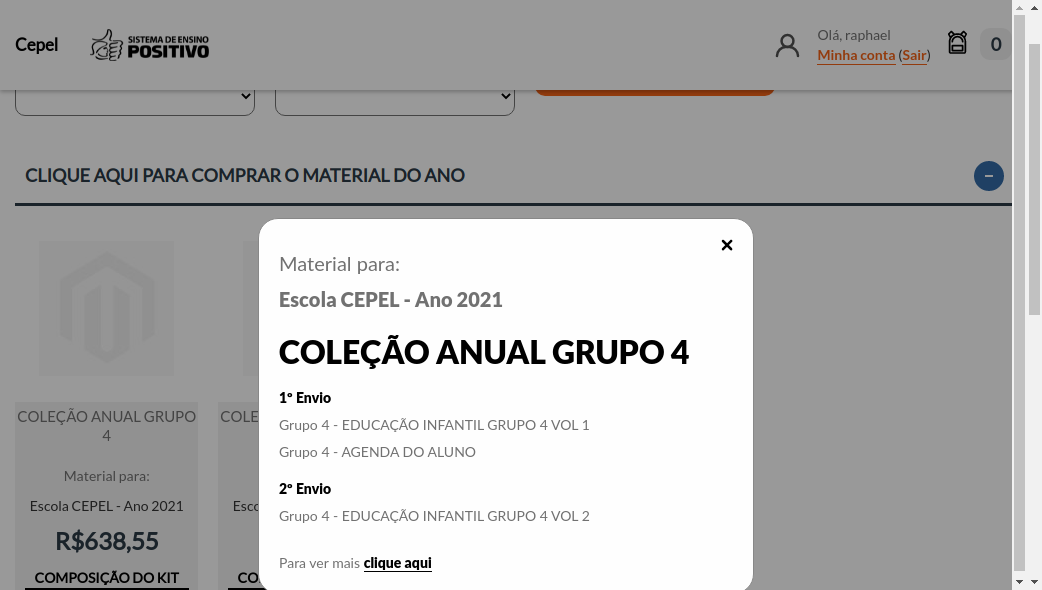 Cepel
SISTEMA DE ENSINO
POSITIVO
Olá, raphael
Minha conta (Sair)
0
CLIQUE AQUI PARA COMPRAR O MATERIAL DO ANO
Material para:
Escola CEPEL - Ano 2021
COLEÇÃO ANUAL GRUPO 4
1º Envio
Grupo 4 - EDUCAÇÃO INFANTIL GRUPO 4 VOL 1
Grupo 4 - AGENDA DO ALUNO
2º Envio
Grupo 4 - EDUCAÇÃO INFANTIL GRUPO 4 VOL 2
Para ver mais clique aqui
COLEÇÃO ANUAL GRUPO
4
Material para:
Escola CEPEL - Ano 2021
R$638,55
COMPOSIÇÃO DO KIT